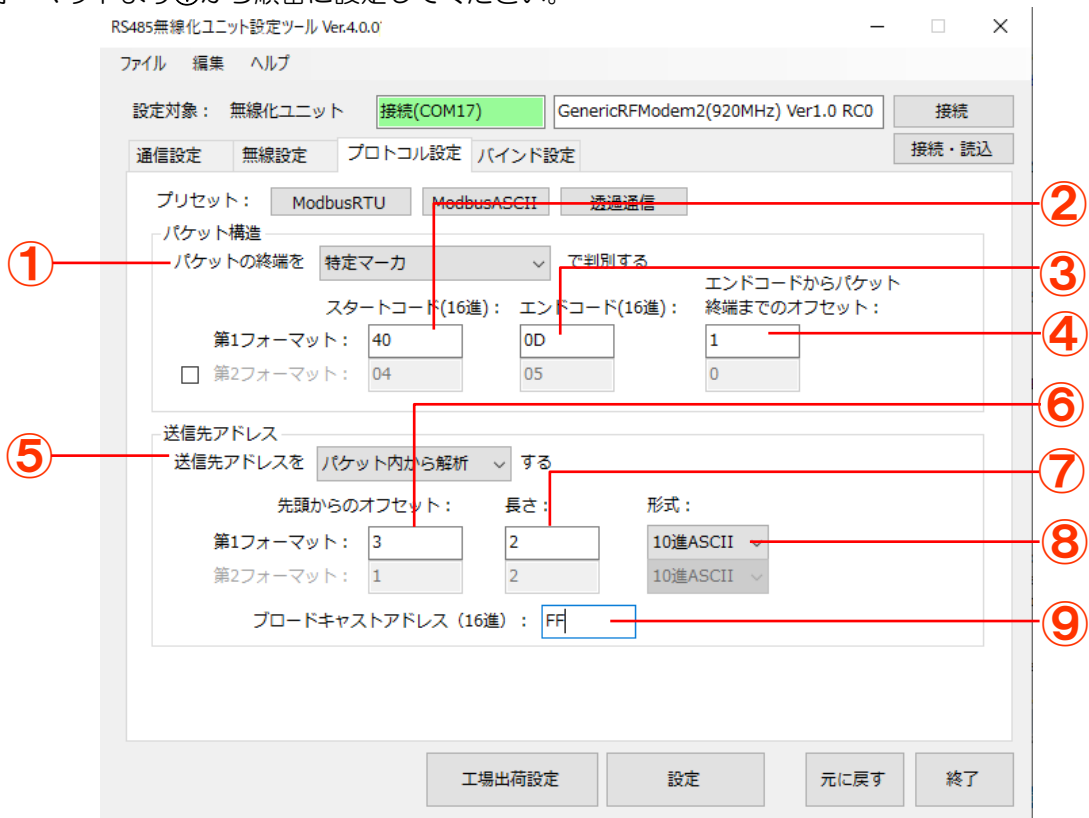 RS485無線化ユニット設定ツール Ver.4.0.0
ファイル 編集 ヘルプ
設定対象： 無線化ユニット 接続(COM17) GenericRFModem2(920MHz) Ver1.0 RC0 接続
通信設定 無線設定 プロトコル設定 バインド設定 接続・読込
プリセット： ModbusRTU ModbusASCII 透過通信
②
パケット構造
① パケットの終端を 特定マーカ で判別する
③
エンドコードからパケット
スタートコード(16進)： エンドコード(16進)： 終端までのオフセット：
第1フォーマット： 40 0D 1 ④
第2フォーマット： 04 05 0
⑥
送信先アドレス
⑤ 送信先アドレスを パケット内から解析 する
⑦
先頭からのオフセット： 長さ： 形式：
第1フォーマット： 3 2 10進ASCII ⑧
第2フォーマット： 1 2 10進ASCII
ブロードキャストアドレス（16進）： FF ⑨
工場出荷設定 設定 元に戻す 終了